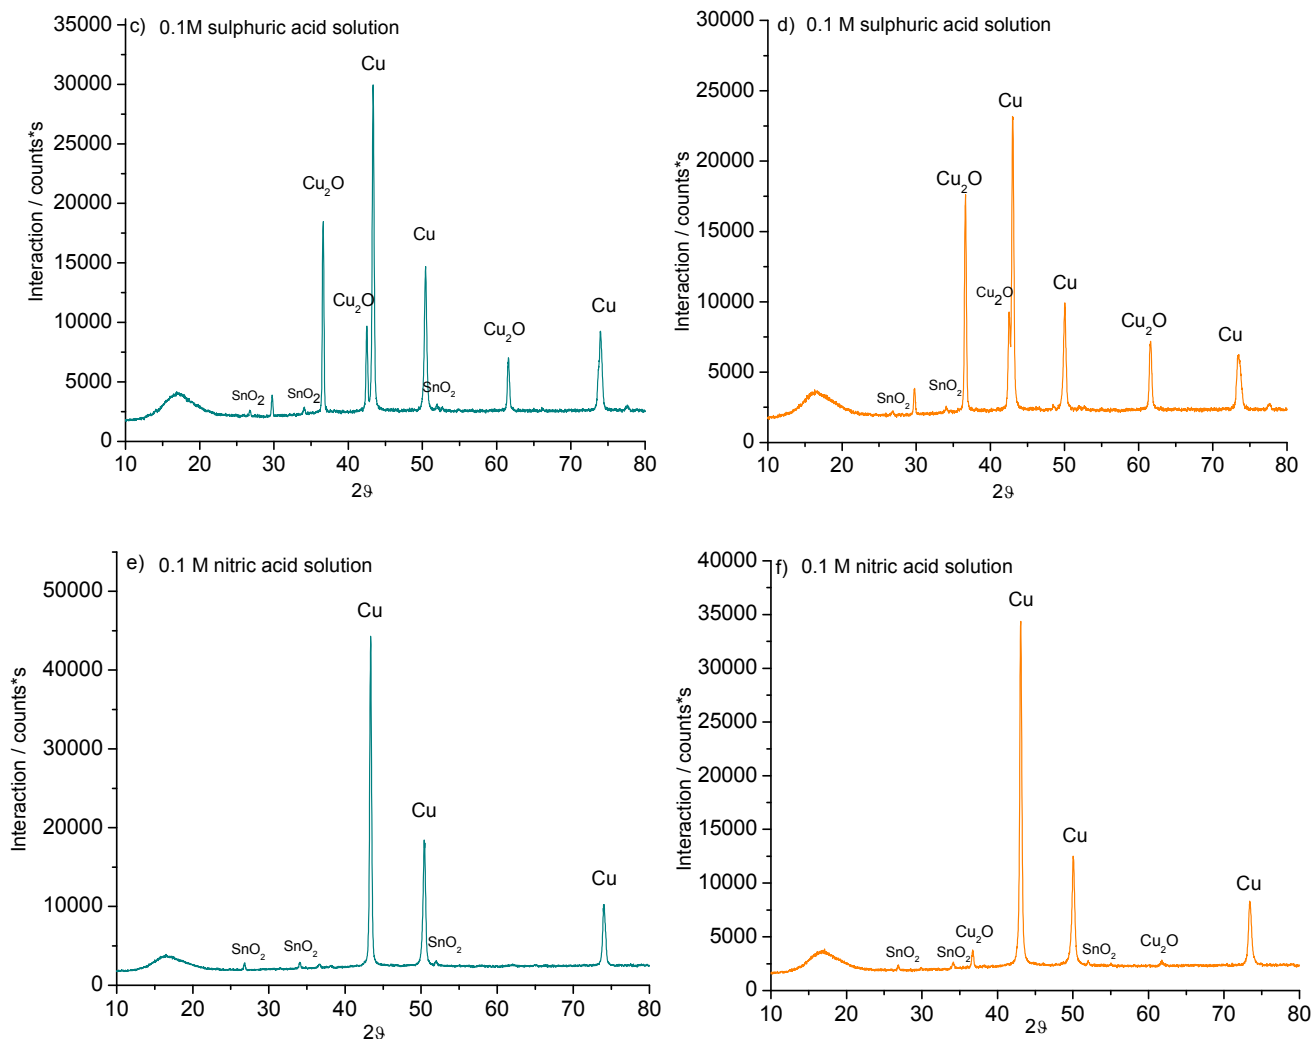 c) 0.1M sulphuric acid solution
35000
30000
25000
20000
15000
10000
5000
0
Interaction / counts*s
Cu
Cu2O
Cu
Cu2O
Cu2O
Cu
SnO2
SnO2
SnO2
10 20 30 40 50 60 70 80
2ϑ
d) 0.1 M sulphuric acid solution
30000
25000
20000
15000
10000
5000
0
Interaction / counts*s
Cu
Cu2O
Cu2O
Cu
Cu2O
Cu
SnO2
SnO2
10 20 30 40 50 60 70 80
2ϑ
e) 0.1 M nitric acid solution
50000
40000
30000
20000
10000
0
Interaction / counts*s
Cu
Cu
Cu
SnO2
SnO2
SnO2
10 20 30 40 50 60 70 80
2ϑ
f) 0.1 M nitric acid solution
40000
35000
30000
25000
20000
15000
10000
5000
0
Interaction / counts*s
Cu
Cu
Cu
SnO2
SnO2
Cu2O
SnO2
Cu2O
10 20 30 40 50 60 70 80
2ϑ